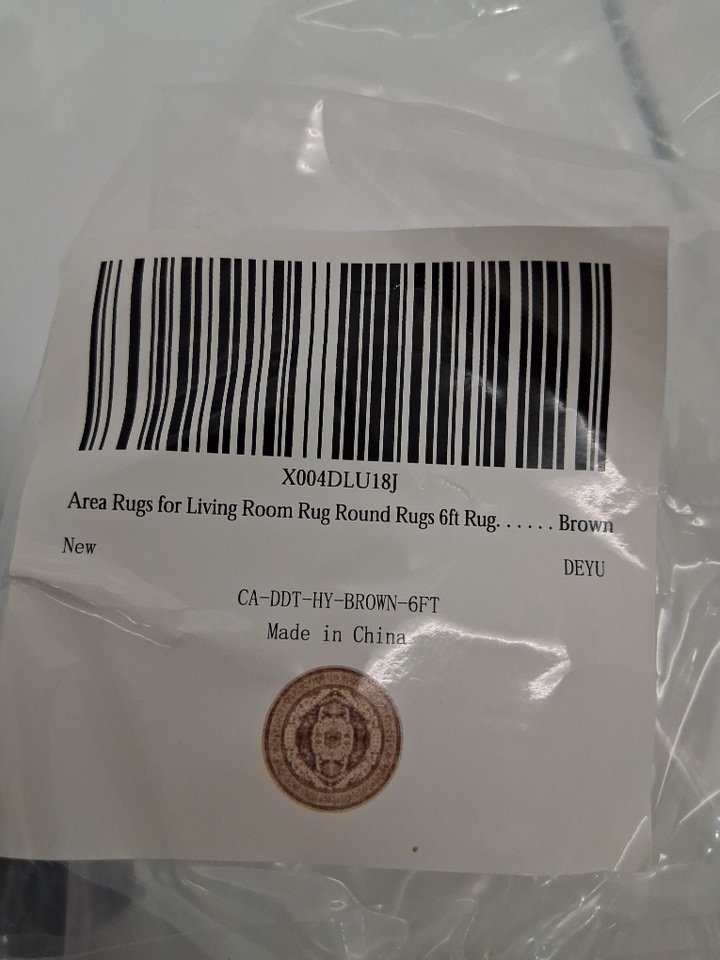 X004DLU18J
Area Rugs for Living Room Rug Round Rugs 6ft Rug...... Brown
New
DEYU
CA-DDT-HY-BROWN-6FT
Made in China